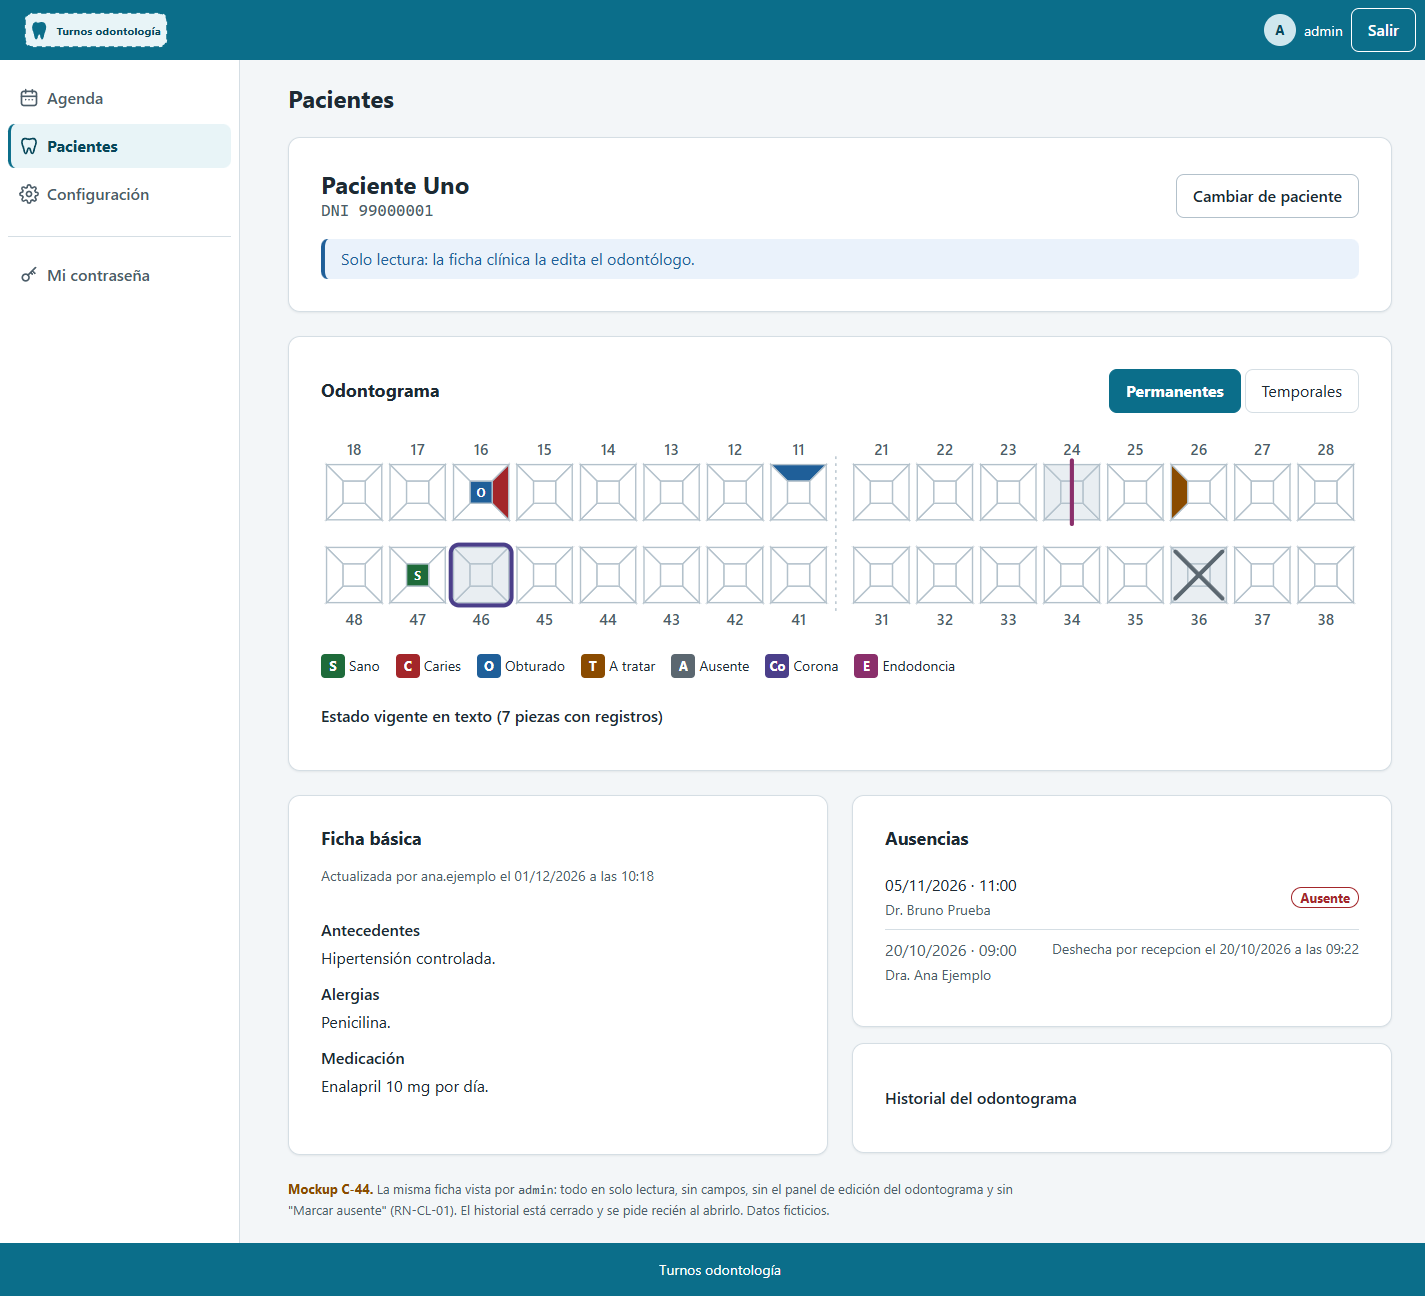 Turnos odontología
A admin Salir
Agenda
Pacientes
Configuración
Mi contraseña
Pacientes
Paciente Uno
DNI 99000001
Cambiar de paciente
Solo lectura: la ficha clínica la edita el odontólogo.
Odontograma
Permanentes Temporales
18 17 16 15 14 13 12 11 21 22 23 24 25 26 27 28
O
S
48 47 46 45 44 43 42 41 31 32 33 34 35 36 37 38
S Sano C Caries O Obturado T A tratar A Ausente Co Corona E Endodoncia
Estado vigente en texto (7 piezas con registros)
Ficha básica
Actualizada por ana.ejemplo el 01/12/2026 a las 10:18
Antecedentes
Hipertensión controlada.
Alergias
Penicilina.
Medicación
Enalapril 10 mg por día.
Ausencias
05/11/2026 · 11:00
Dr. Bruno Prueba
Ausente
20/10/2026 · 09:00
Deshecha por recepcion el 20/10/2026 a las 09:22
Dra. Ana Ejemplo
Historial del odontograma
Mockup C-44. La misma ficha vista por admin: todo en solo lectura, sin campos, sin el panel de edición del odontograma y sin
"Marcar ausente" (RN-CL-01). El historial está cerrado y se pide recién al abrirlo. Datos ficticios.
Turnos odontología